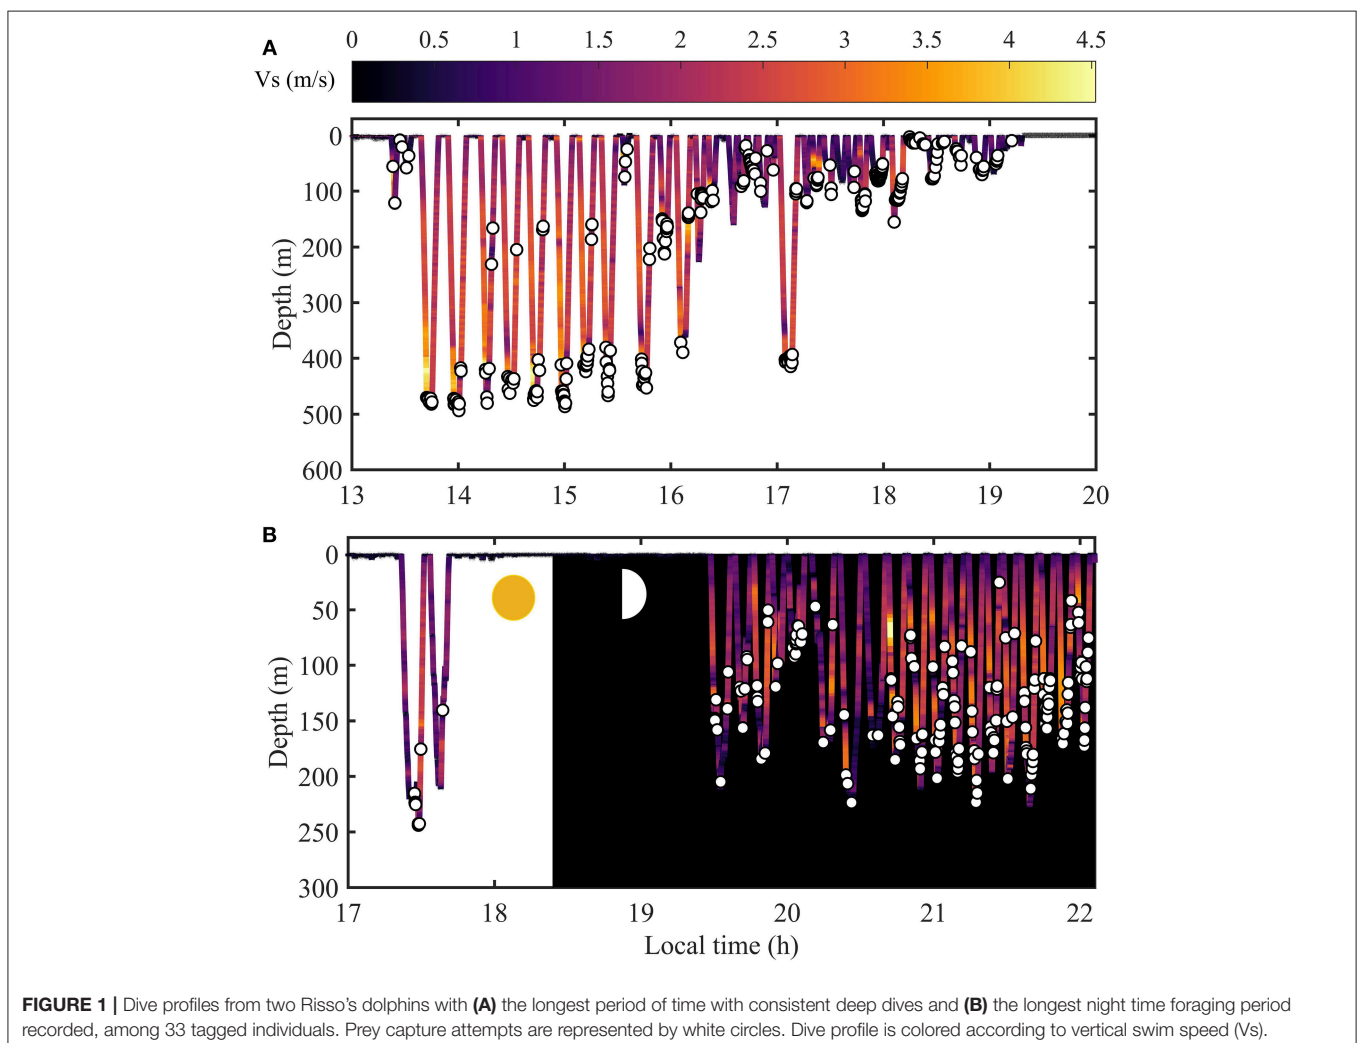 A
0 0.5 1 1.5 2 2.5 3 3.5 4 4.5
Vs (m/s)
0
100
200
300
400
500
600
Depth (m)
13 14 15 16 17 18 19 20
B
0
50
100
150
200
250
300
Depth (m)
17 18 19 20 21 22
Local time (h)
FIGURE 1 | Dive profiles from two Risso's dolphins with (A) the longest period of time with consistent deep dives and (B) the longest night time foraging period
recorded, among 33 tagged individuals. Prey capture attempts are represented by white circles. Dive profile is colored according to vertical swim speed (Vs).